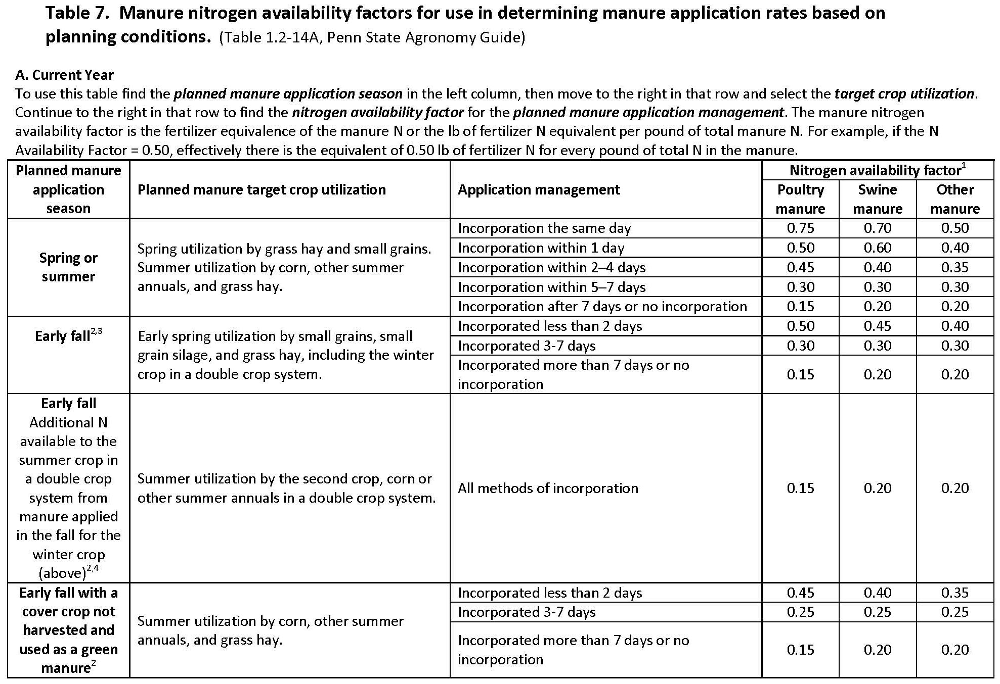 Table 7.  Manure nitrogen availability factors for use in determining manure application rates based on
planning conditions.  (Table 1.2-14A, Penn State Agronomy Guide)
A. Current Year
To use this table find the planned manure application season in the left column, then move to the right in that row and select the target crop utilization.
Continue to the right in that row to find the nitrogen availability factor for the planned manure application management. The manure nitrogen
availability factor is the fertilizer equivalence of the manure N or the lb of fertilizer N equivalent per pound of total manure N. For example, if the N
Availability Factor = 0.50, effectively there is the equivalent of 0.50 lb of fertilizer N for every pound of total N in the manure.
Planned manure
application
season
Planned manure target crop utilization
Application management
Nitrogen availability factor1
Poultry
manure
Swine
manure
Other
manure
Spring or
summer
Spring utilization by grass hay and small grains.
Summer utilization by corn, other summer
annuals, and grass hay.
Incorporation the same day 0.75 0.70 0.50
Incorporation within 1 day 0.50 0.60 0.40
Incorporation within 2–4 days 0.45 0.40 0.35
Incorporation within 5–7 days 0.30 0.30 0.30
Incorporation after 7 days or no incorporation 0.15 0.20 0.20
Early fall2,3
Early spring utilization by small grains, small
grain silage, and grass hay, including the winter
crop in a double crop system.
Incorporated less than 2 days 0.50 0.45 0.40
Incorporated 3-7 days 0.30 0.30 0.30
Incorporated more than 7 days or no
incorporation
0.15 0.20 0.20
Early fall
Additional N
available to the
summer crop in
a double crop
system from
manure applied
in the fall for the
winter crop
(above)2,4
Summer utilization by the second crop, corn or
other summer annuals in a double crop system.
All methods of incorporation 0.15 0.20 0.20
Early fall with a
cover crop not
harvested and
used as a green
manure2
Summer utilization by corn, other summer
annuals, and grass hay.
Incorporated less than 2 days 0.45 0.40 0.35
Incorporated 3-7 days 0.25 0.25 0.25
Incorporated more than 7 days or no
incorporation
0.15 0.20 0.20